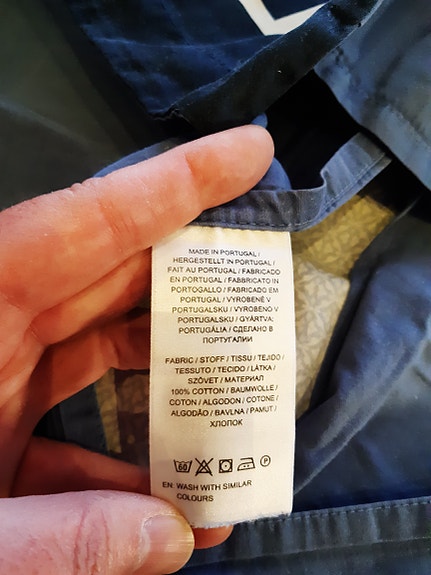 MADE IN PORTUGAL /
HERGESTELLT IN PORTUGAL /
FAIT AU PORTUGAL / FABRICADO
EN PORTUGAL / FABRICATO IN
PORTOGALLO / FABRICADO EM
PORTUGAL / VYROBENÉ V
PORTUGALSKU / VYROBENO V
PORTUGALSKU / GYÁRTVA:
PORTUGÁLIA / СДЕЛАНО В
ПОРТУГАЛИИ
FABRIC / STOFF / TISSU / TEJIDO /
TESSUTO / TECIDO / LÁTKA /
SZÖVET / МАТЕРИАЛ
100% COTTON / BAUMWOLLE /
COTON / ALGODON / COTONE /
ALGODÃO / BAVLNA / PAMUT /
ХЛОПОК
60 P
EN: WASH WITH SIMILAR
COLOURS